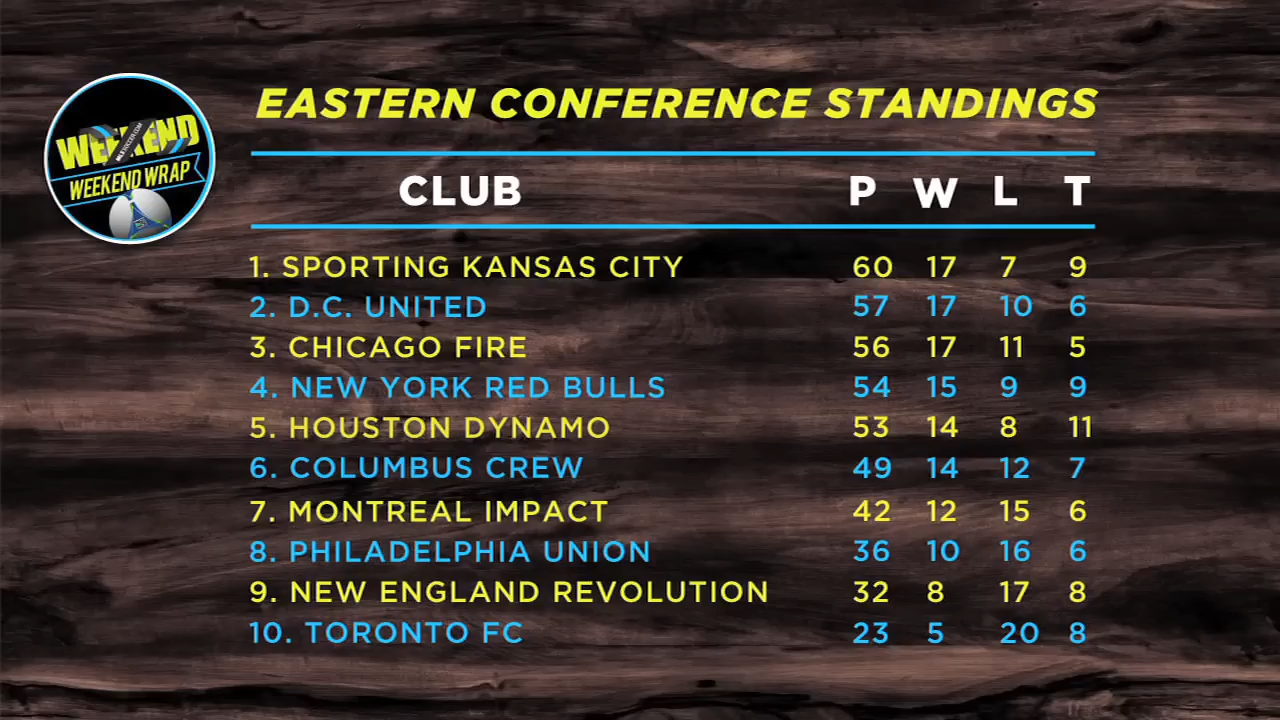 EASTERN CONFERENCE STANDINGS
WEEKEND
MLSSOCCER.COM
WEEKEND WRAP
CLUB P W L T
1. SPORTING KANSAS CITY 60 17 7 9
2. D.C. UNITED 57 17 10 6
3. CHICAGO FIRE 56 17 11 5
4. NEW YORK RED BULLS 54 15 9 9
5. HOUSTON DYNAMO 53 14 8 11
6. COLUMBUS CREW 49 14 12 7
7. MONTREAL IMPACT 42 12 15 6
8. PHILADELPHIA UNION 36 10 16 6
9. NEW ENGLAND REVOLUTION 32 8 17 8
10. TORONTO FC 23 5 20 8